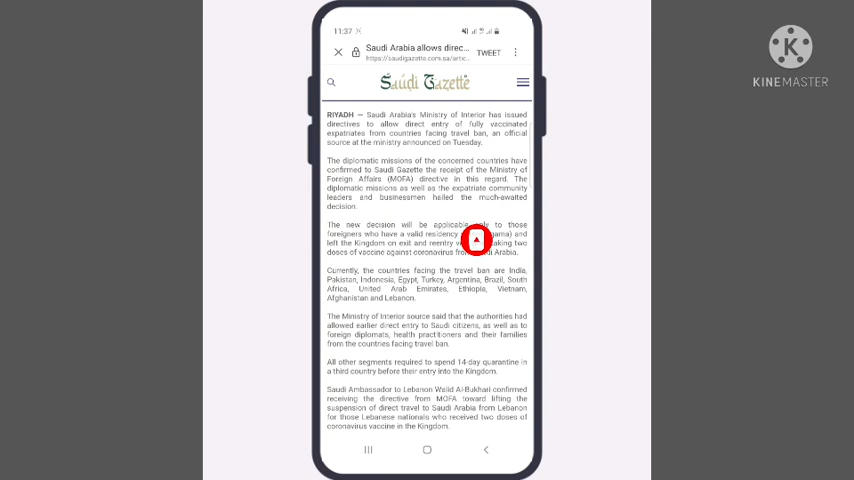 11:37
Saudi Arabia allows direc...
https://saudigazette.com.sa/artic..
TWEET
Saudi Gazette
K
KINEMASTER
RIYADH — Saudi Arabia's Ministry of Interior has issued
directives to allow direct entry of fully vaccinated
expatriates from countries facing travel ban, an official
source at the ministry announced on Tuesday.
The diplomatic missions of the concerned countries have
confirmed to Saudi Gazette the receipt of the Ministry of
Foreign Affairs (MOFA) directive in this regard. The
diplomatic missions as well as the expatriate community
leaders and businessmen hailed the much-awaited
decision.
The new decision will be applicable only to those
foreigners who have a valid residency and
left the Kingdom on exit and reentry taking two
doses of vaccine against coronavirus from Arabia.
Currently, the countries facing the travel ban are India,
Pakistan, Indonesia, Egypt, Turkey, Argentina, Brazil, South
Africa, United Arab Emirates, Ethiopia, Vietnam,
Afghanistan and Lebanon.
The Ministry of Interior source said that the authorities had
allowed earlier direct entry to Saudi citizens, as well as to
foreign diplomats, health practitioners and their families
from the countries facing travel ban.
All other segments required to spend 14-day quarantine in
a third country before their entry into the Kingdom.
Saudi Ambassador to Lebanon Walid Al-Bukhari confirmed
receiving the directive from MOFA toward lifting the
suspension of direct travel to Saudi Arabia from Lebanon
for those Lebanese nationals who received two doses of
coronavirus vaccine in the Kingdom.